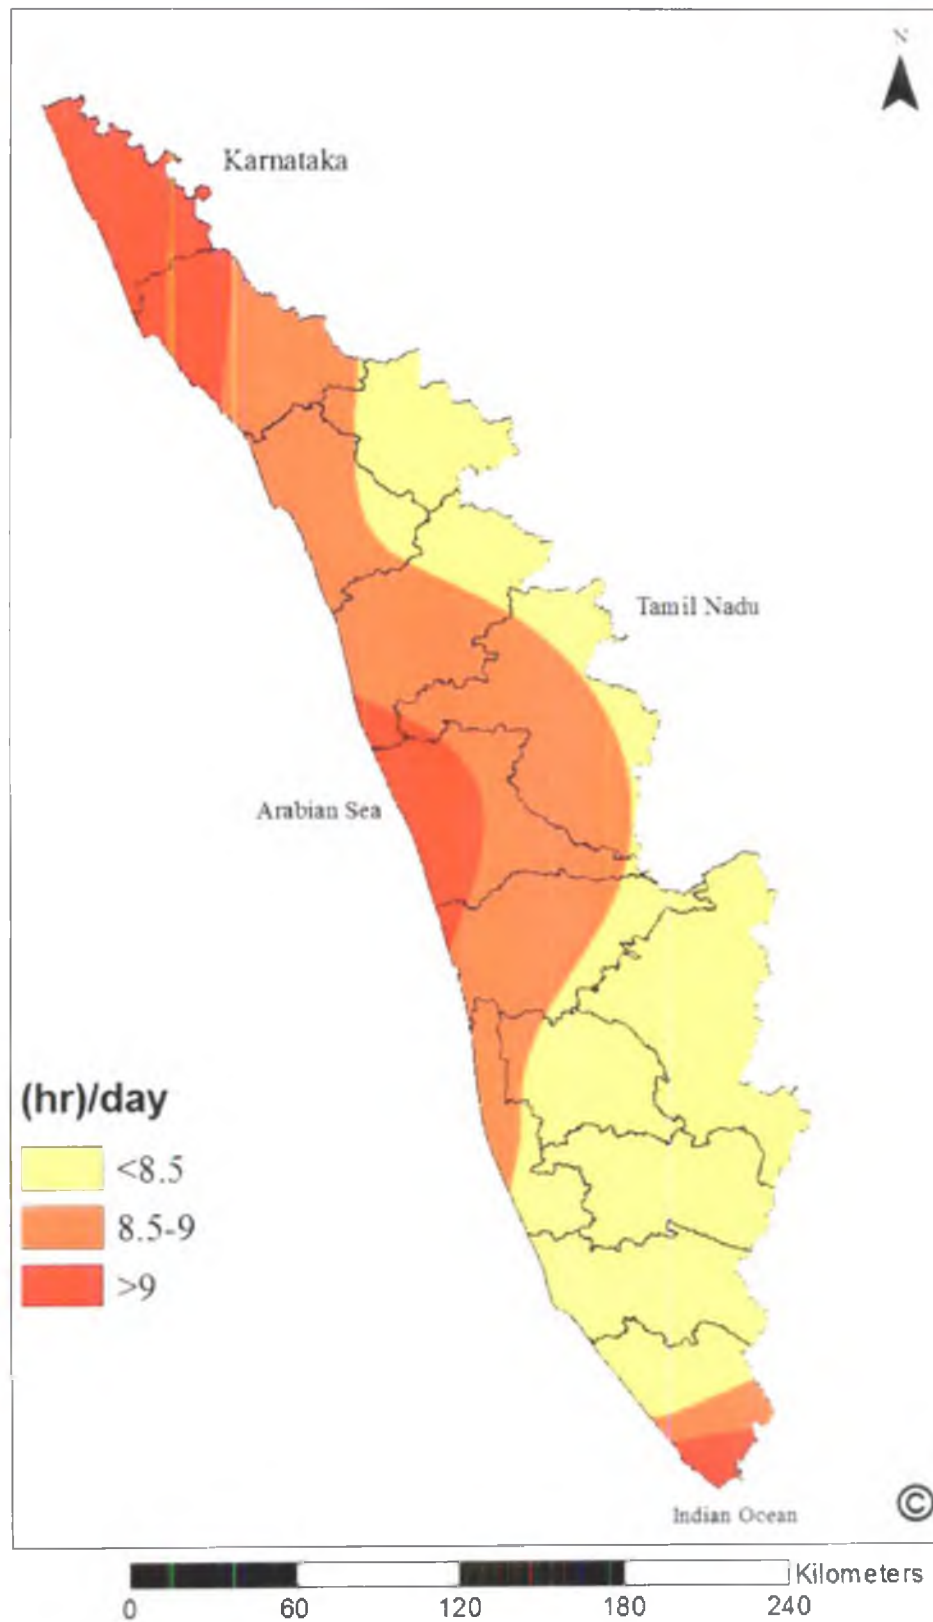 N
Karnataka
Tamil Nadu
Arabian Sea
(hr)/day
<8.5
8.5-9
>9
Indian Ocean
©
Kilometers
0 60 120 180 240